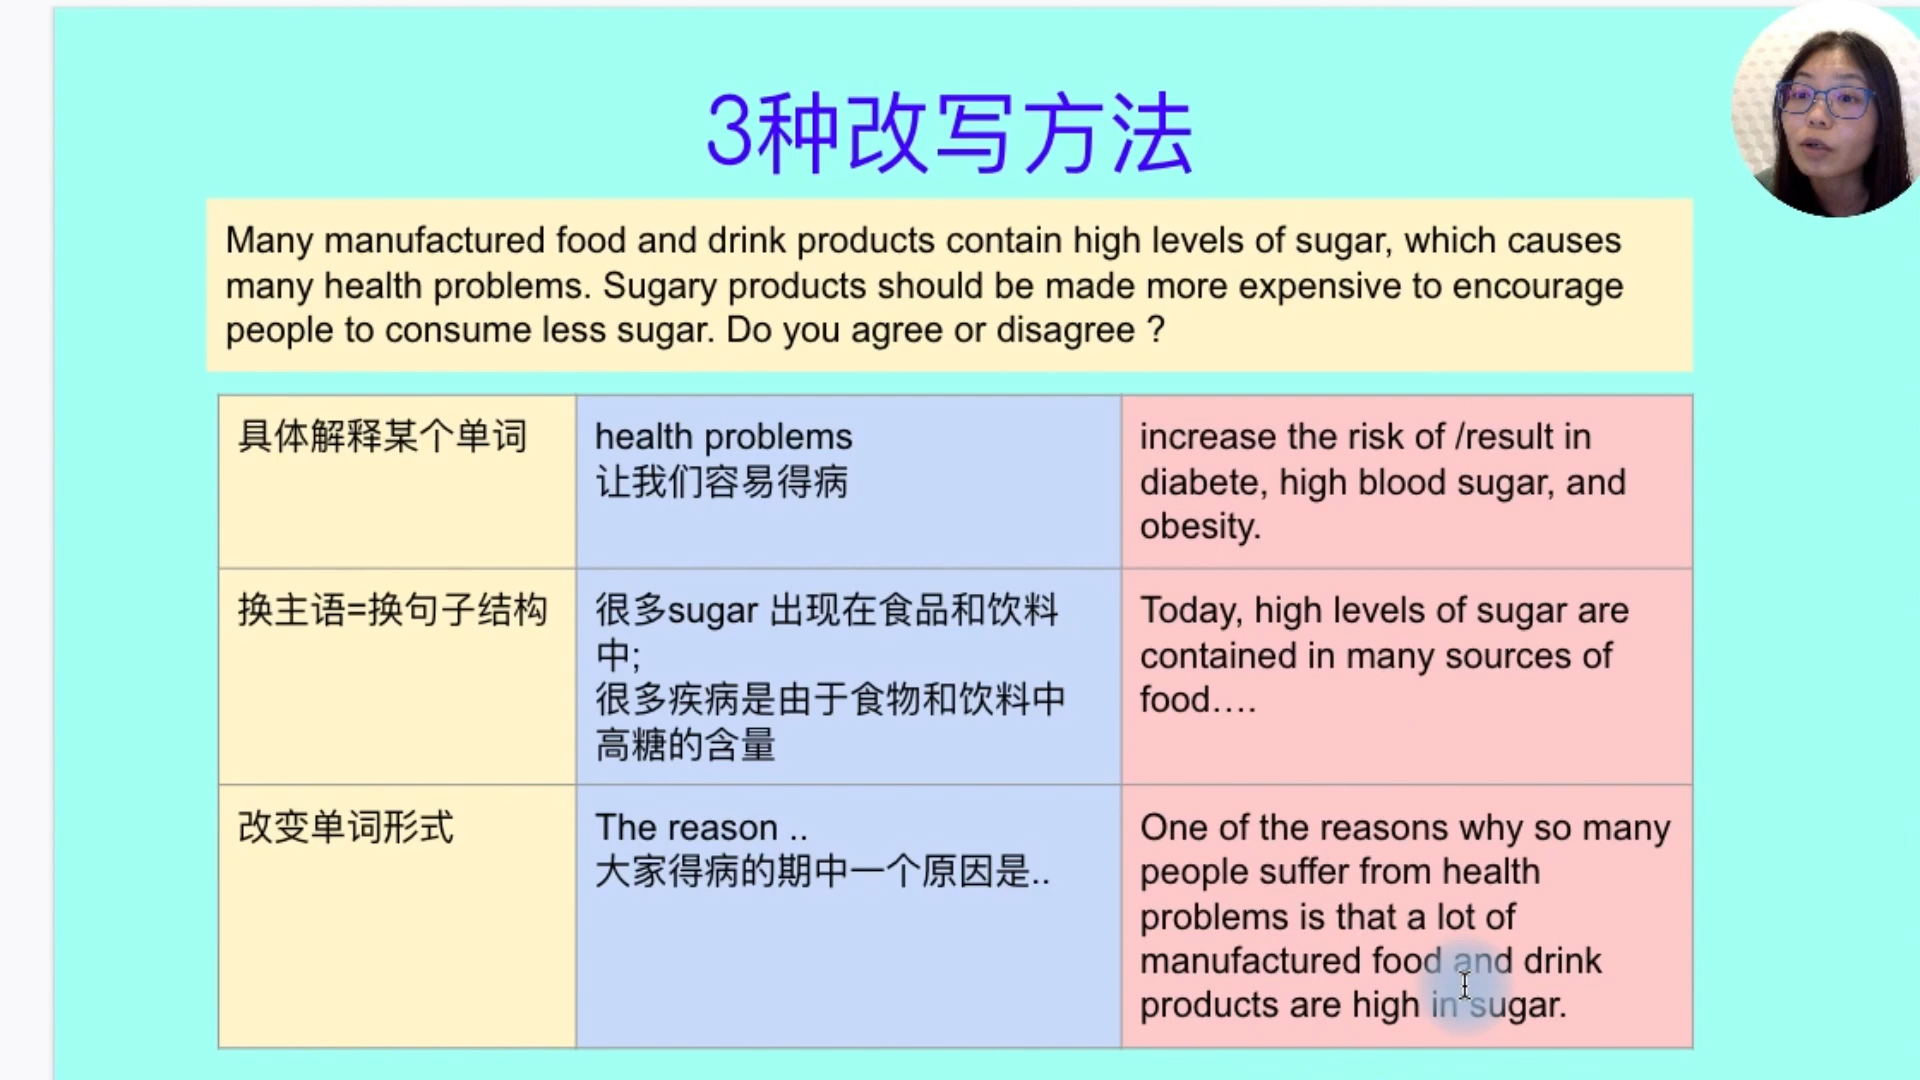 3种改写方法
Many manufactured food and drink products contain high levels of sugar, which causes
many health problems. Sugary products should be made more expensive to encourage
people to consume less sugar. Do you agree or disagree ?
具体解释某个单词
health problems
让我们容易得病
increase the risk of /result in
diabete, high blood sugar, and
obesity.
换主语=换句子结构
很多sugar 出现在食品和饮料
中;
很多疾病是由于食物和饮料中
高糖的含量
Today, high levels of sugar are
contained in many sources of
food….
改变单词形式
The reason ..
大家得病的期中一个原因是..
One of the reasons why so many
people suffer from health
problems is that a lot of
manufactured food and drink
products are high in sugar.